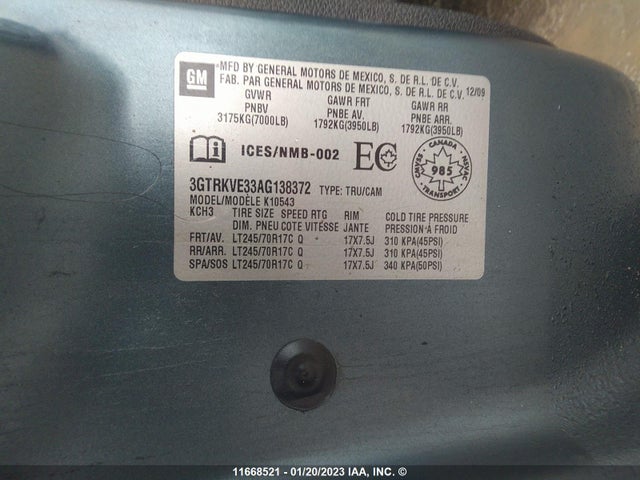 GM
MFD BY GENERAL MOTORS DE MEXICO, S. DE R.L. DE C.V.
FAB. PAR GENERAL MOTORS DE MEXICO, S. DE R.L. DE C.V. 12/09
GVWR GAWR FRT GAWR RR
PNBV PNBE AV. PNBE ARR.
3175KG(7000LB) 1792KG(3950LB) 1792KG(3950LB)
i ICES/NMB-002 EC
CANADA
CMVSS 985 NSVAC
TRANSPORT
3GTRKVE33AG138372 TYPE: TRU/CAM
MODEL/MODÈLE K10543
KCH3 TIRE SIZE SPEED RTG RIM COLD TIRE PRESSURE
DIM. PNEU COTE VITESSE JANTE PRESSION À FROID
FRT/AV. LT245/70R17C Q 17X7.5J 310 KPA(45PSI)
RR/ARR. LT245/70R17C Q 17X7.5J 310 KPA(45PSI)
SPA/SOS LT245/70R17C Q 17X7.5J 340 KPA(50PSI)
11668521 - 01/20/2023 IAA, INC. ©